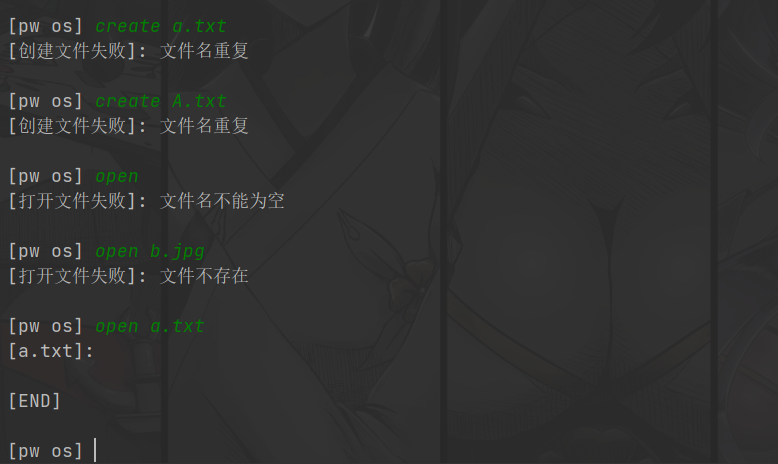 [pw os] create a.txt
[创建文件失败]: 文件名重复
[pw os] create A.txt
[创建文件失败]: 文件名重复
[pw os] open
[打开文件失败]: 文件名不能为空
[pw os] open b.jpg
[打开文件失败]: 文件不存在
[pw os] open a.txt
[a.txt]:
[END]
[pw os]